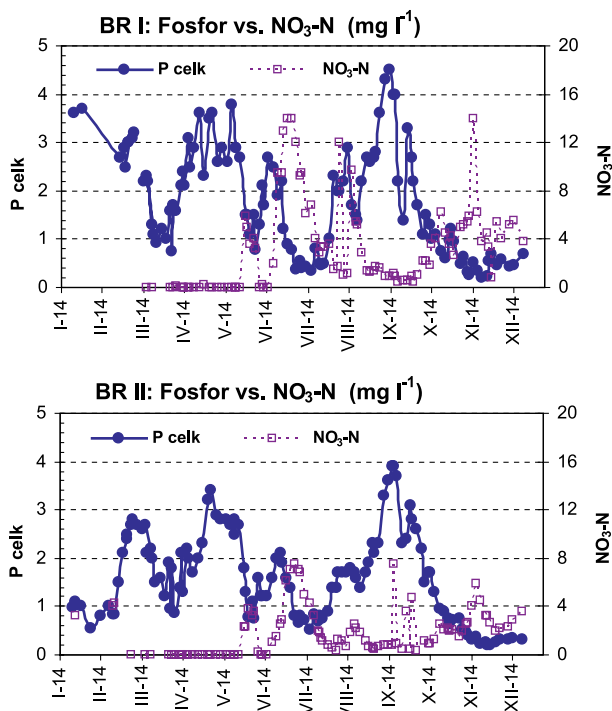 BR I: Fosfor vs. NO₃-N (mg l⁻¹)
P celk
NO₃-N
5
4
3
2
1
0
P celk
20
16
12
8
4
0
NO₃-N
I-14
II-14
III-14
IV-14
V-14
VI-14
VII-14
VIII-14
IX-14
X-14
XI-14
XII-14
BR II: Fosfor vs. NO₃-N (mg l⁻¹)
P celk
NO₃-N
5
4
3
2
1
0
P celk
20
16
12
8
4
0
NO₃-N
I-14
II-14
III-14
IV-14
V-14
VI-14
VII-14
VIII-14
IX-14
X-14
XI-14
XII-14